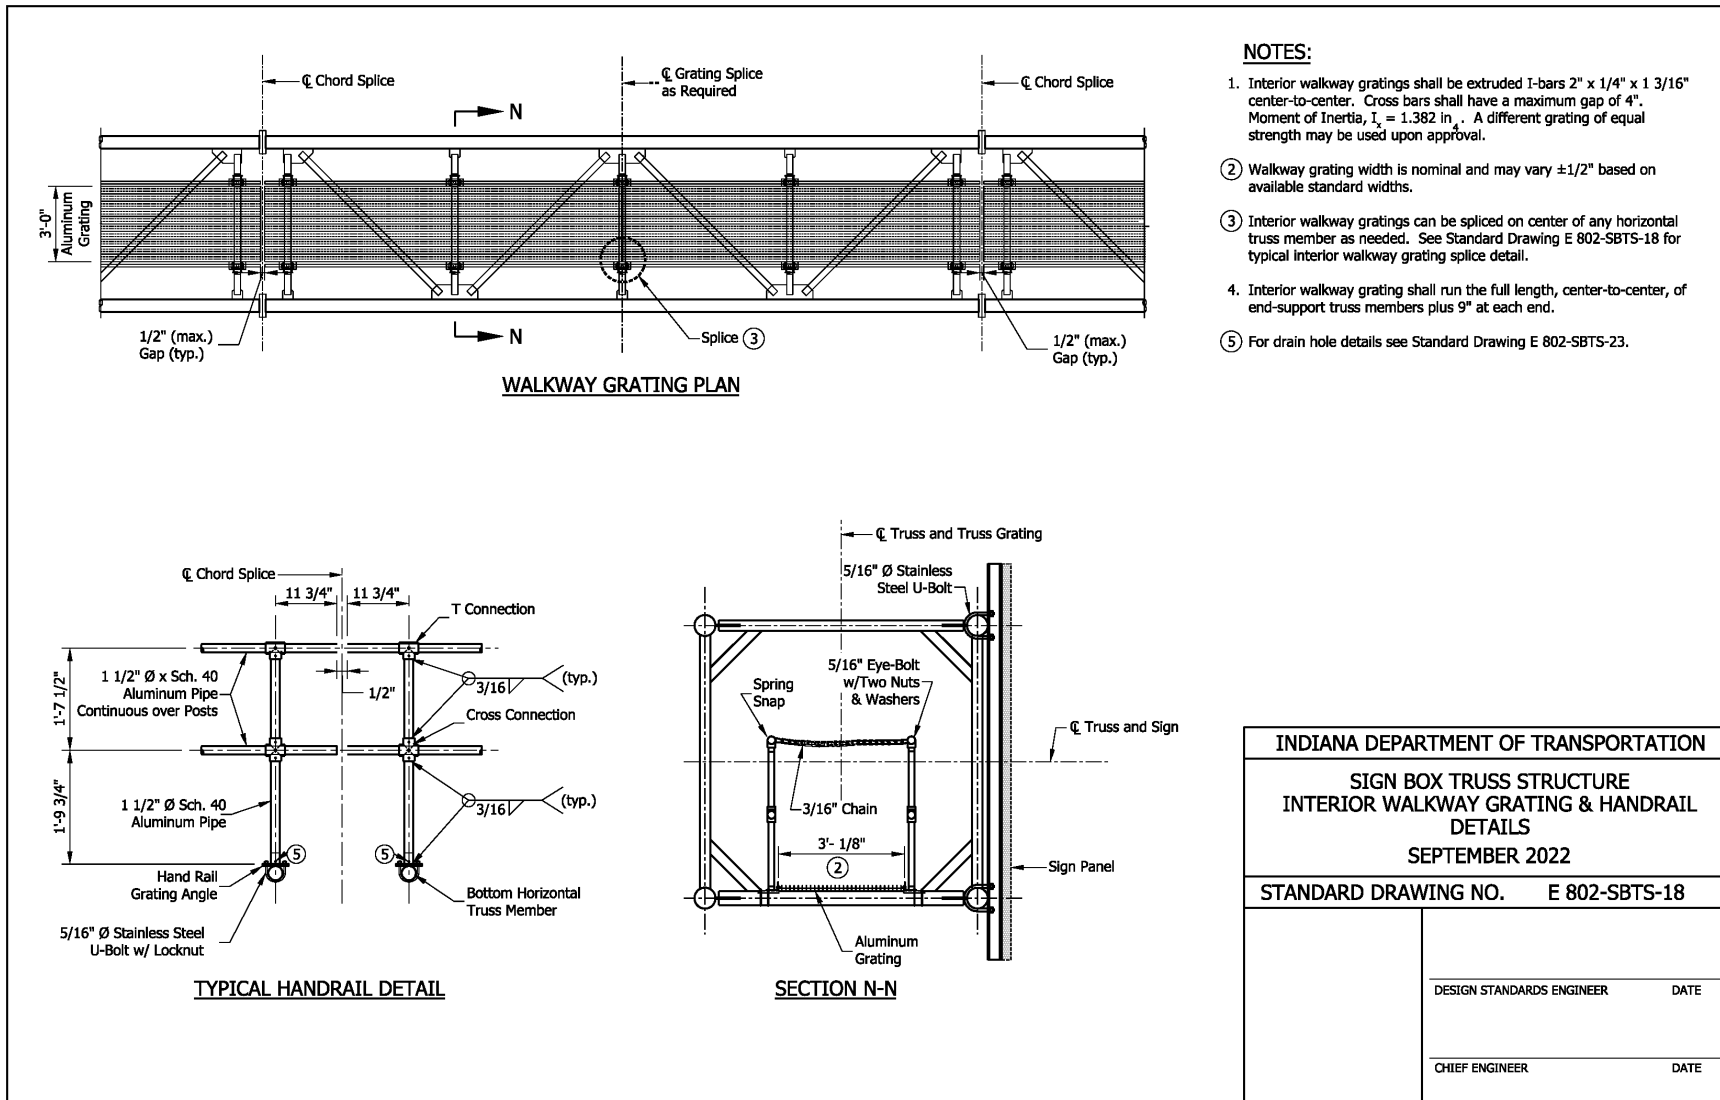 ℄ Chord Splice
℄ Grating Splice
as Required
℄ Chord Splice
N
3'-0"
Aluminum
Grating
1/2" (max.)
Gap (typ.)
N
Splice ③
1/2" (max.)
Gap (typ.)
WALKWAY GRATING PLAN
NOTES:
1. Interior walkway gratings shall be extruded I-bars 2" x 1/4" x 1 3/16"
center-to-center. Cross bars shall have a maximum gap of 4".
Moment of Inertia, Ix = 1.382 in4. A different grating of equal
strength may be used upon approval.
② Walkway grating width is nominal and may vary ±1/2" based on
available standard widths.
③ Interior walkway gratings can be spliced on center of any horizontal
truss member as needed. See Standard Drawing E 802-SBTS-18 for
typical interior walkway grating splice detail.
4. Interior walkway grating shall run the full length, center-to-center, of
end-support truss members plus 9" at each end.
⑤ For drain hole details see Standard Drawing E 802-SBTS-23.
℄ Chord Splice
11 3/4" 11 3/4"
T Connection
1 1/2" Ø x Sch. 40
Aluminum Pipe
Continuous over Posts
1'-7 1/2"
1/2"
3/16 (typ.)
Cross Connection
1'-9 3/4"
1 1/2" Ø Sch. 40
Aluminum Pipe
3/16 (typ.)
⑤ ⑤
Hand Rail
Grating Angle
Bottom Horizontal
Truss Member
5/16" Ø Stainless Steel
U-Bolt w/ Locknut
TYPICAL HANDRAIL DETAIL
℄ Truss and Truss Grating
5/16" Ø Stainless
Steel U-Bolt
5/16" Eye-Bolt
w/Two Nuts
& Washers
Spring
Snap
℄ Truss and Sign
3/16" Chain
3'- 1/8"
②
Sign Panel
Aluminum
Grating
SECTION N-N
INDIANA DEPARTMENT OF TRANSPORTATION
SIGN BOX TRUSS STRUCTURE
INTERIOR WALKWAY GRATING & HANDRAIL
DETAILS
SEPTEMBER 2022
STANDARD DRAWING NO. E 802-SBTS-18
DESIGN STANDARDS ENGINEER DATE
CHIEF ENGINEER DATE